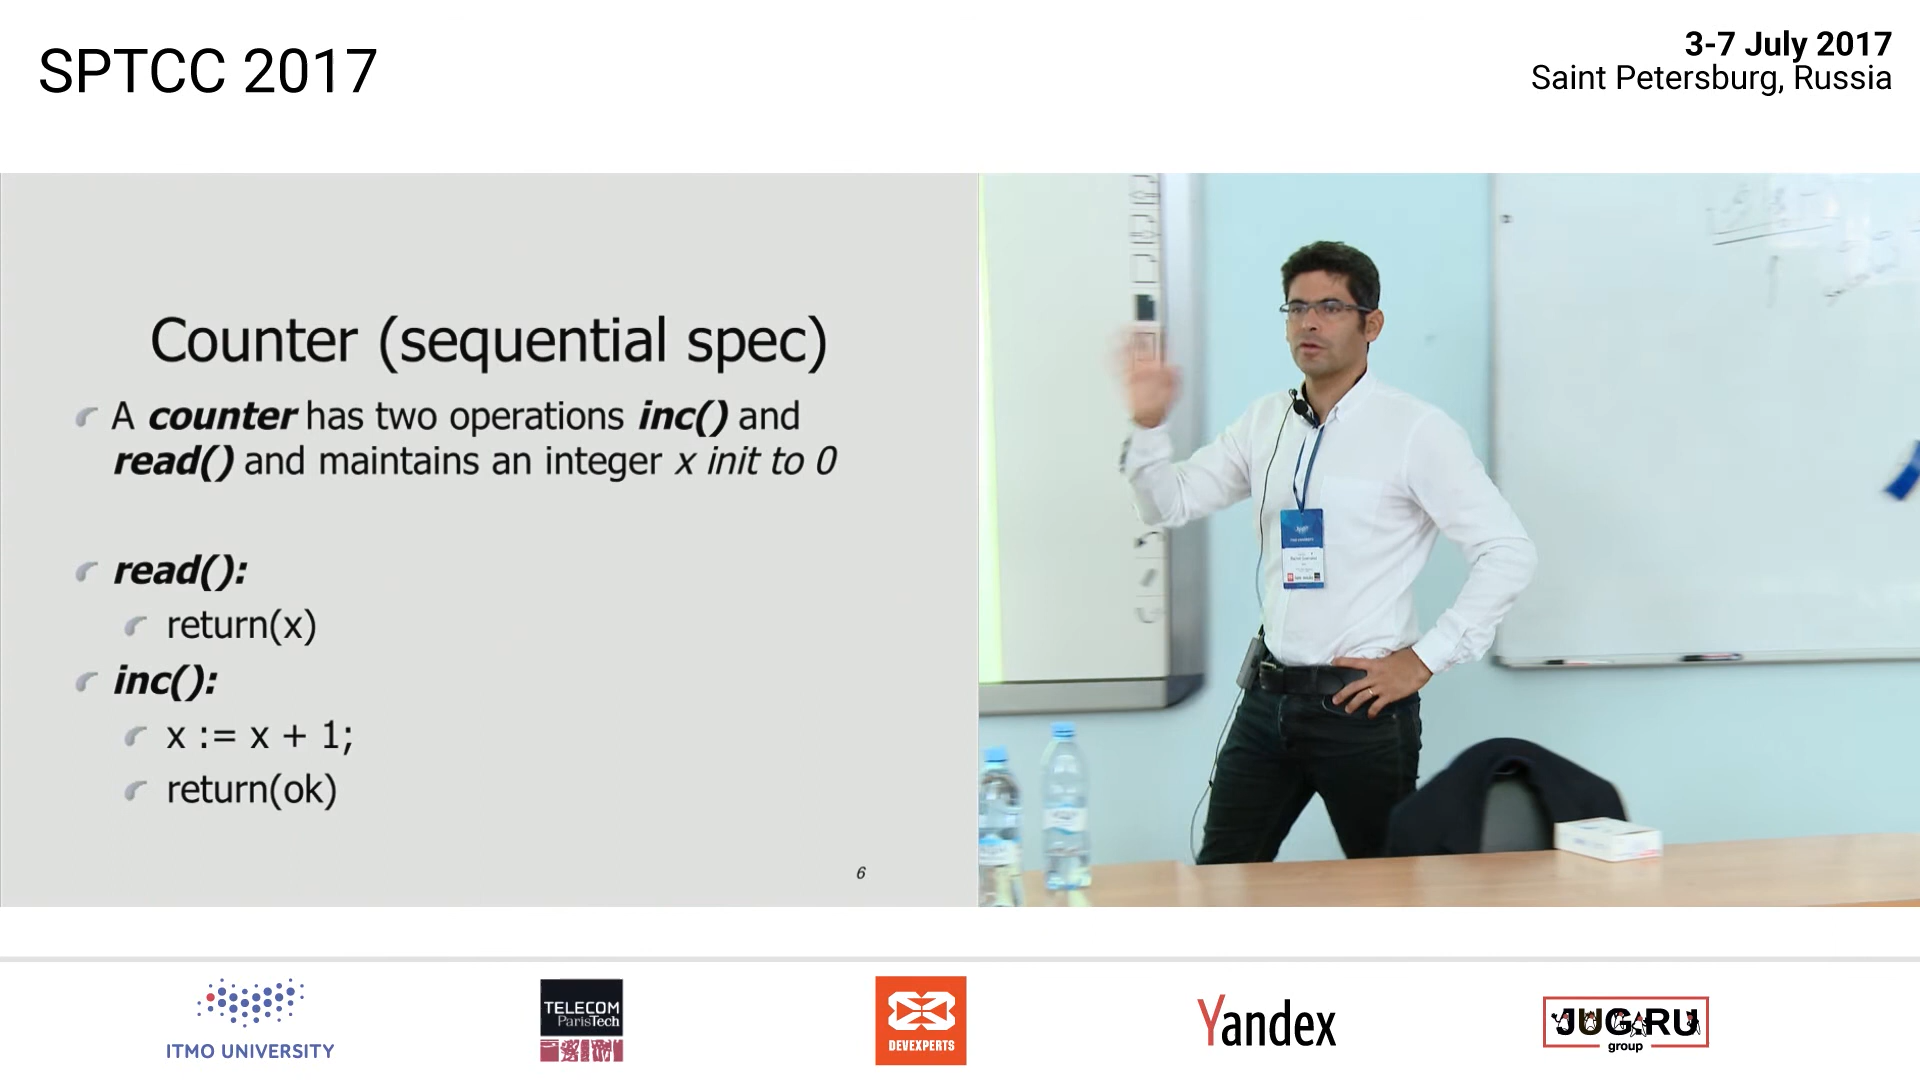 SPTCC 2017
3-7 July 2017
Saint Petersburg, Russia
Counter (sequential spec)
A counter has two operations inc() and
read() and maintains an integer x init to 0
read():
return(x)
inc():
x := x + 1;
return(ok)
6
ITMO UNIVERSITY
TELECOM
ParisTech
DEVEXPERTS
Yandex
JUG.RU
group